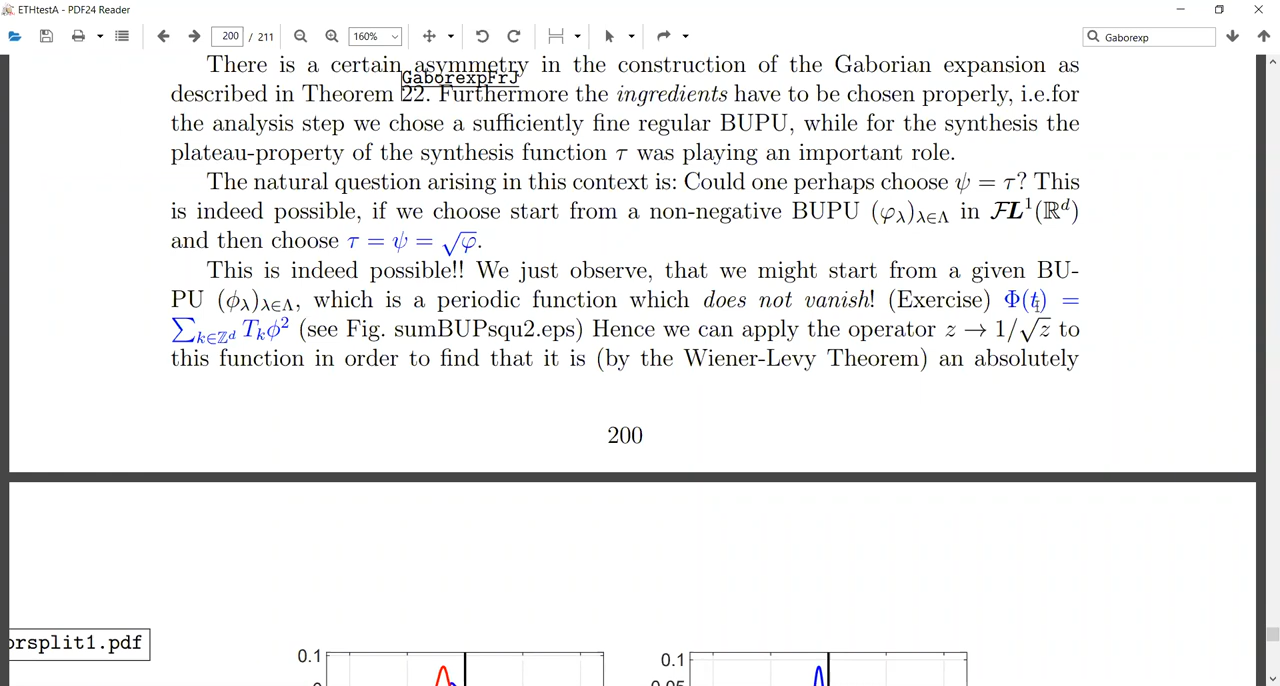 ETHtestA - PDF24 Reader
200 / 211
160%
Gaborexp
There is a certain asymmetry in the construction of the Gaborian expansion as
GaborexpFrJ
described in Theorem 22. Furthermore the ingredients have to be chosen properly, i.e.for
the analysis step we chose a sufficiently fine regular BUPU, while for the synthesis the
plateau-property of the synthesis function τ was playing an important role.
The natural question arising in this context is: Could one perhaps choose ψ = τ? This
is indeed possible, if we choose start from a non-negative BUPU (φλ)λ∈Λ in FL¹(ℝᵈ)
and then choose τ = ψ = √φ.
This is indeed possible!! We just observe, that we might start from a given BU-
PU (ϕλ)λ∈Λ, which is a periodic function which does not vanish! (Exercise) Φ(t) =
∑k∈ℤᵈ Tkϕ² (see Fig. sumBUPsqu2.eps) Hence we can apply the operator z → 1/√z to
this function in order to find that it is (by the Wiener-Levy Theorem) an absolutely
200
orsplit1.pdf
0.1
0.1